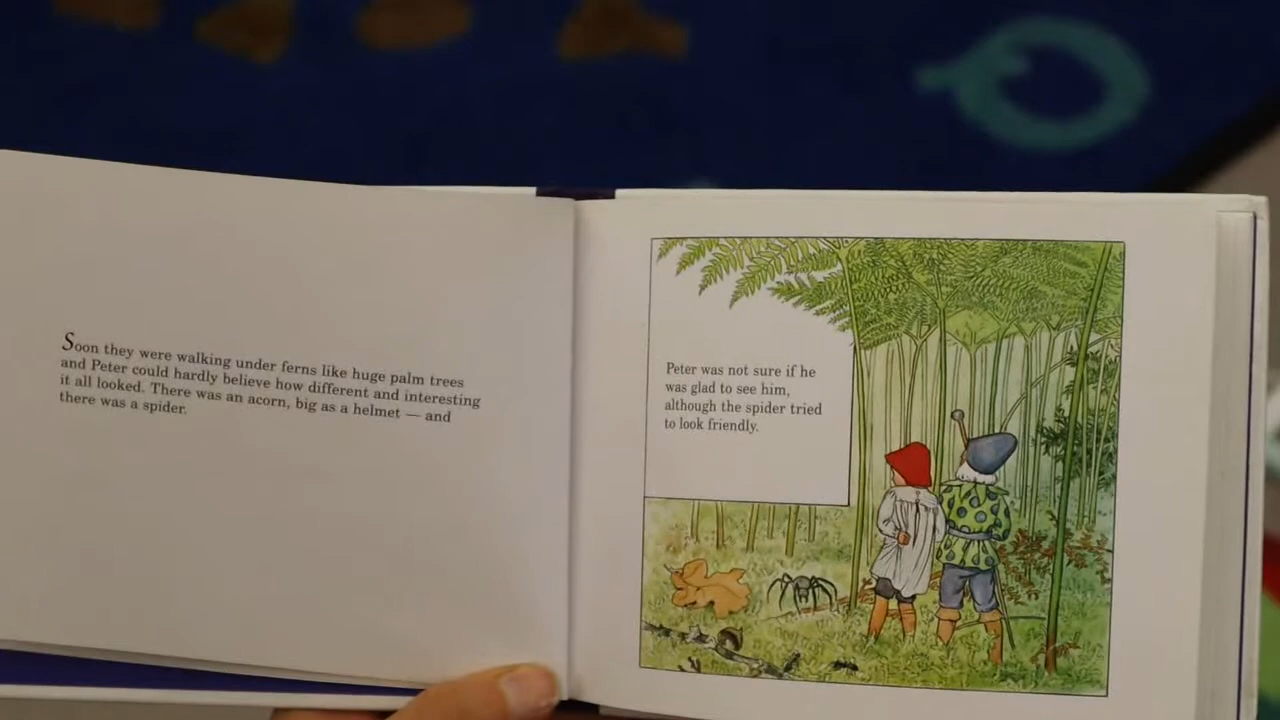 Soon they were walking under ferns like huge palm trees
and Peter could hardly believe how different and interesting
it all looked. There was an acorn, big as a helmet — and
there was a spider.
Peter was not sure if he
was glad to see him,
although the spider tried
to look friendly.